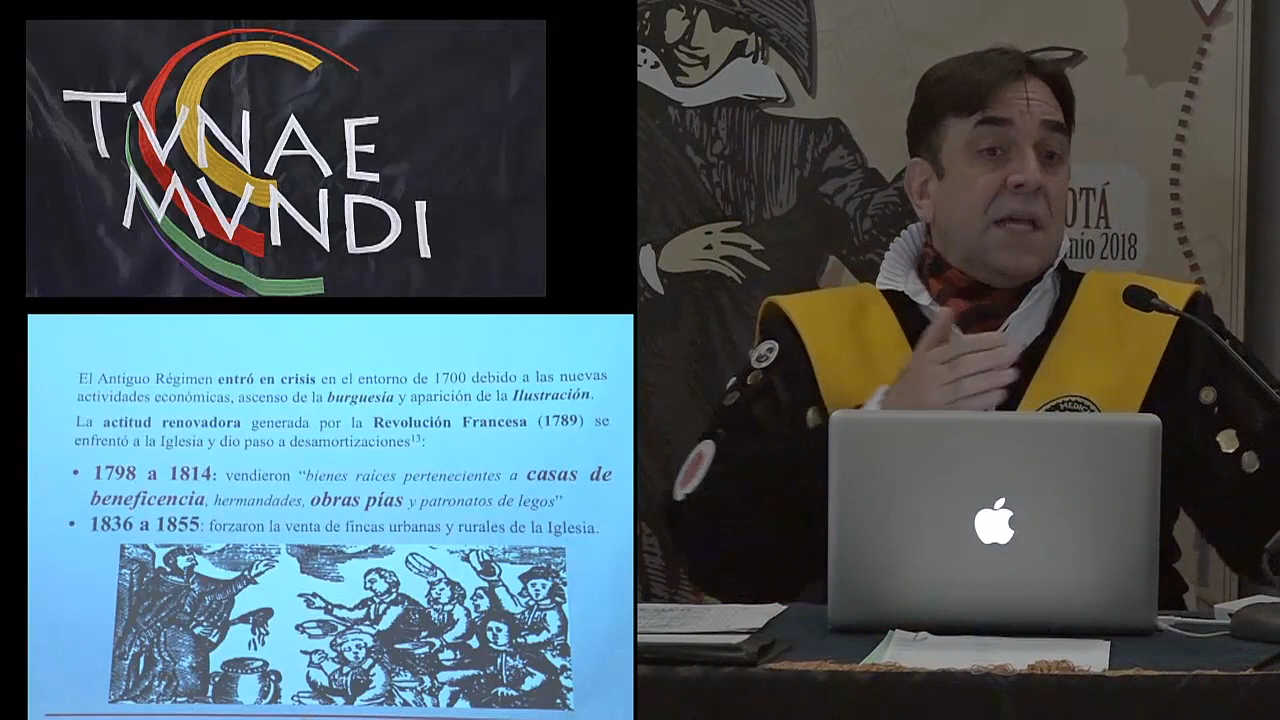 TVNAE
MVNDI
El Antiguo Régimen entró en crisis en el entorno de 1700 debido a las nuevas
actividades económicas, ascenso de la burguesía y aparición de la Ilustración.
La actitud renovadora generada por la Revolución Francesa (1789) se
enfrentó a la Iglesia y dio paso a desamortizaciones¹³:
• 1798 a 1814: vendieron “bienes raíces pertenecientes a casas de
beneficencia, hermandades, obras pías y patronatos de legos”
• 1836 a 1855: forzaron la venta de fincas urbanas y rurales de la Iglesia.
OTÁ
nio 2018
MEDIC